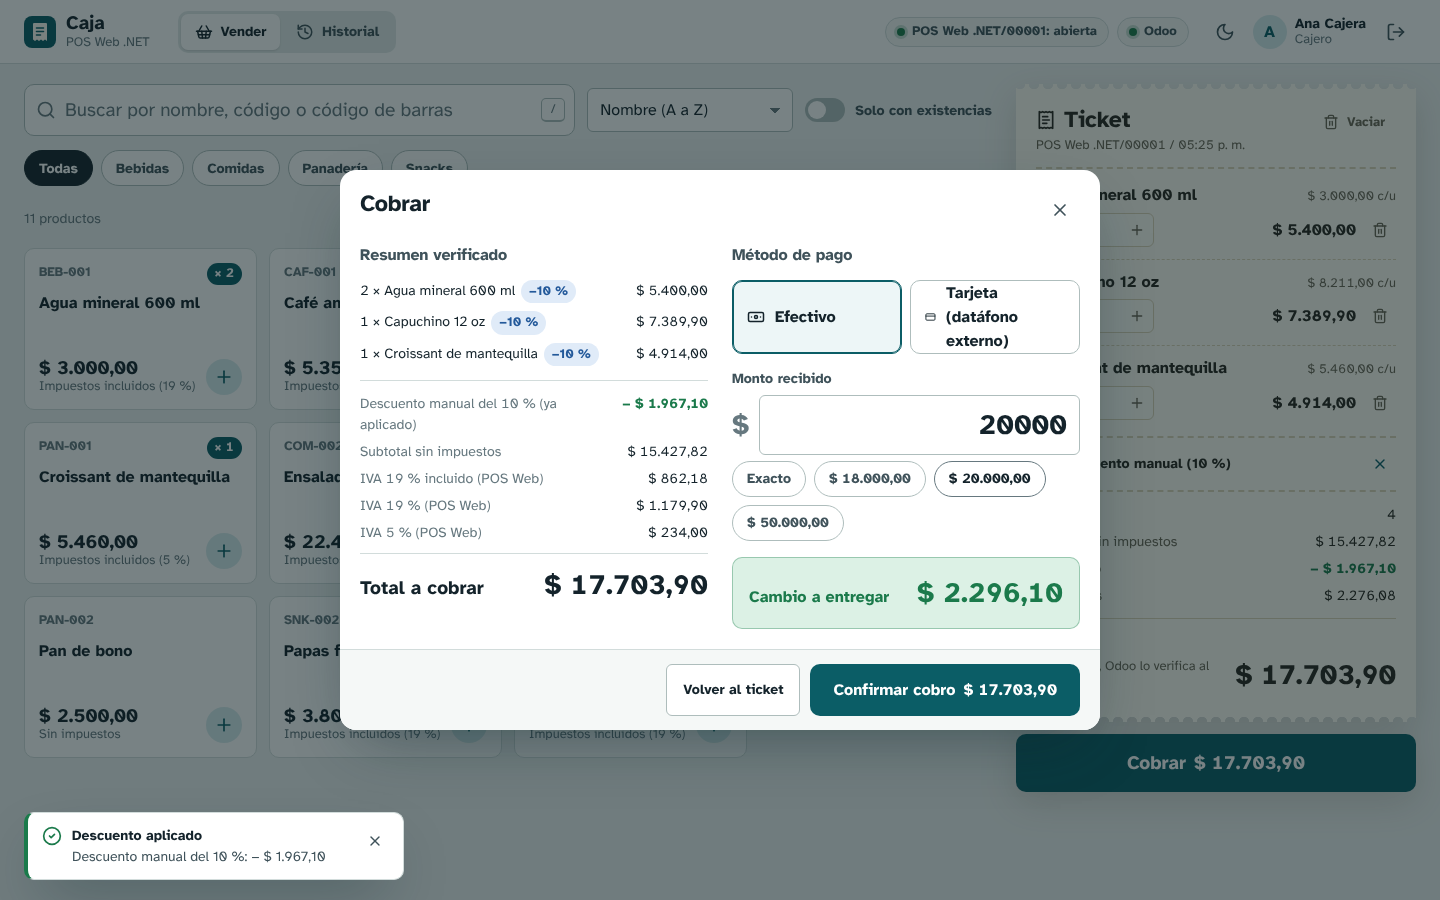 Caja
POS Web .NET
Vender
Historial
POS Web .NET/00001: abierta
Odoo
A
Ana Cajera
Cajero
Buscar por nombre, código o código de barras
/
Nombre (A a Z)
Solo con existencias
Todas
Bebidas
Comidas
Panadería
Snacks
11 productos
BEB-001
× 2
Agua mineral 600 ml
$ 3.000,00
Impuestos incluidos (19 %)
CAF-001
Café
$ 5.35
Impuesto
PAN-001
× 1
Croissant de mantequilla
$ 5.460,00
Impuestos incluidos (5 %)
COM-002
$ 22.4
Impuesto
PAN-002
Pan de bono
$ 2.500,00
Sin impuestos
SNK-002
Papas
$ 3.80
Impuestos incluidos (19 %)
Impuestos incluidos (19 %)
Ticket
Vaciar
POS Web .NET/00001 / 05:25 p. m.
neral 600 ml
$ 3.000,00 c/u
$ 5.400,00
no 12 oz
$ 8.211,00 c/u
$ 7.389,90
t de mantequilla
$ 5.460,00 c/u
$ 4.914,00
ento manual (10 %)
4
in impuestos
$ 15.427,82
– $ 1.967,10
$ 2.276,08
Odoo lo verifica al
$ 17.703,90
Cobrar $ 17.703,90
Cobrar
Resumen verificado
2 × Agua mineral 600 ml –10 % $ 5.400,00
1 × Capuchino 12 oz –10 % $ 7.389,90
1 × Croissant de mantequilla –10 % $ 4.914,00
Descuento manual del 10 % (ya
aplicado)
– $ 1.967,10
Subtotal sin impuestos $ 15.427,82
IVA 19 % incluido (POS Web) $ 862,18
IVA 19 % (POS Web) $ 1.179,90
IVA 5 % (POS Web) $ 234,00
Total a cobrar $ 17.703,90
Método de pago
Efectivo
Tarjeta
(datáfono
externo)
Monto recibido
$ 20000
Exacto
$ 18.000,00
$ 20.000,00
$ 50.000,00
Cambio a entregar $ 2.296,10
Volver al ticket
Confirmar cobro $ 17.703,90
Descuento aplicado
Descuento manual del 10 %: – $ 1.967,10